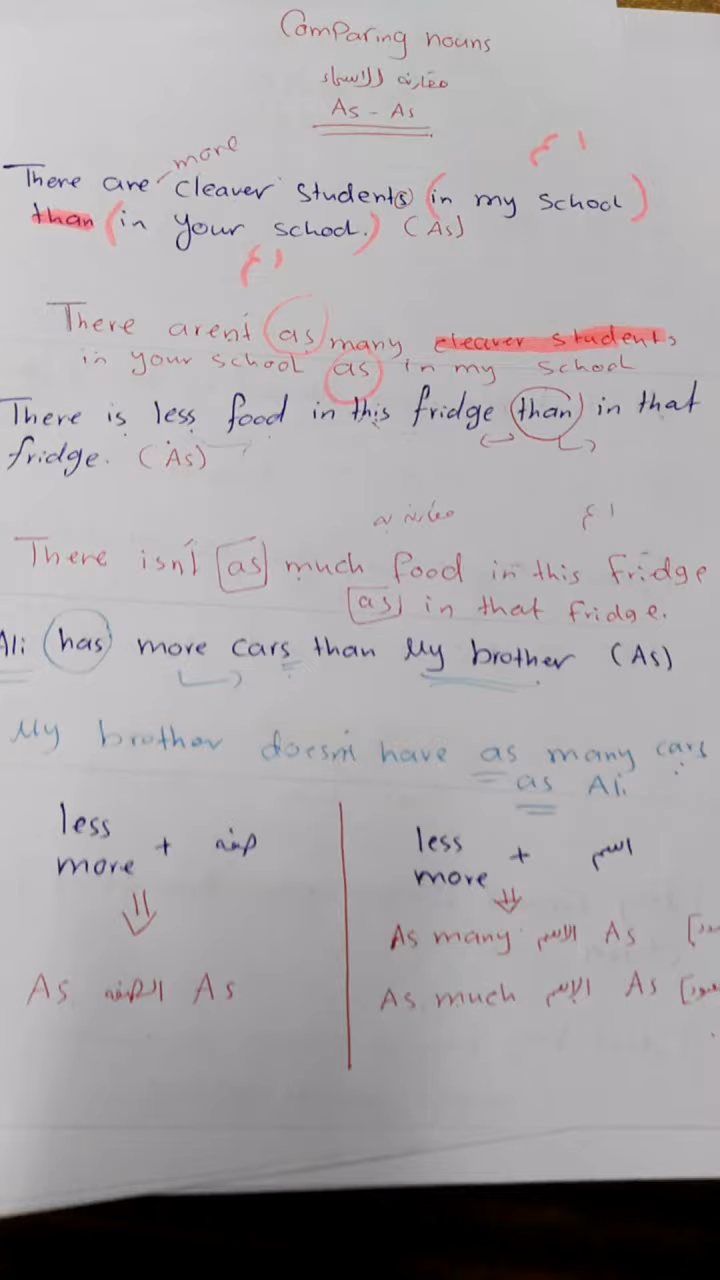 Comparing nouns
مقارنة الاسماء
As - As
more
There are cleaver students (in my school)
than (in your school.) (As)
There aren't as many cleaver students
in your school as in my school
There is less food in this fridge than in that
fridge. (As)
مقارنة
There isn't as much food in this fridge
as in that fridge.
Ali has more cars than My brother (As)
My brother doesn't have as many cars
as Ali.
less
more + صفه
As الصفه As
less
more + اسم
As many الاسم As
As much الاسم As